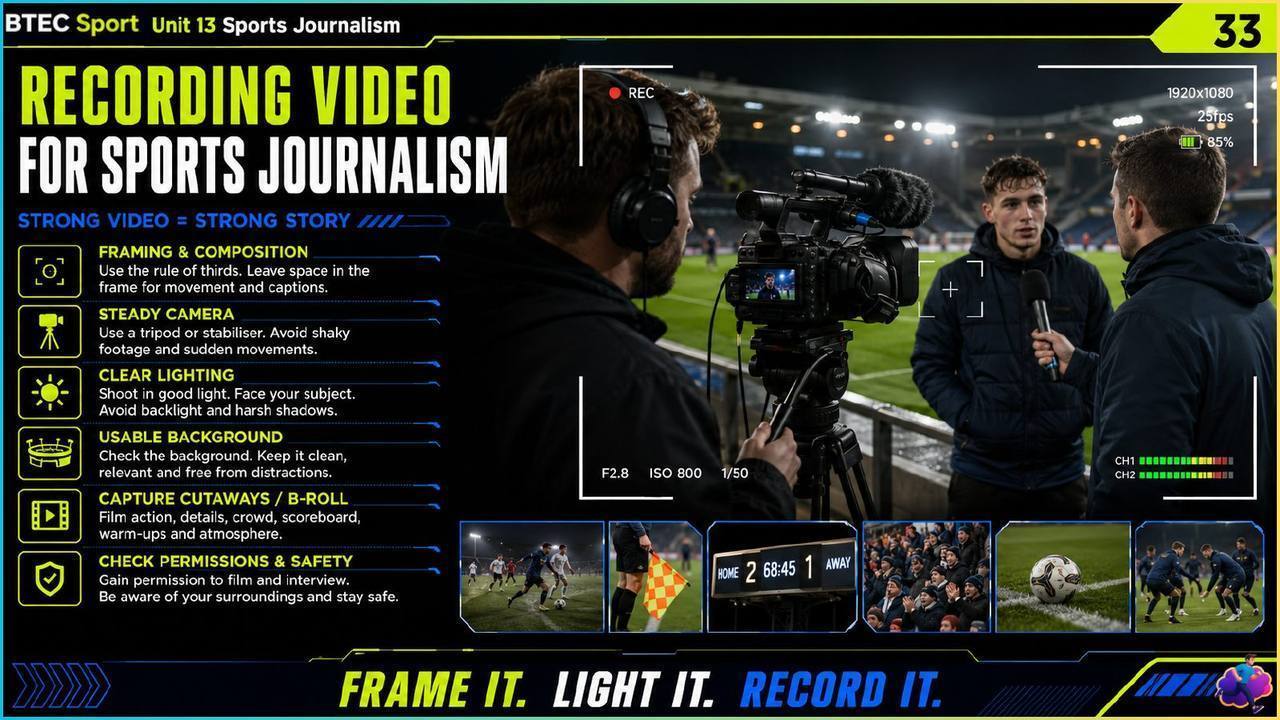 BTEC Sport Unit 13 Sports Journalism
33
RECORDING VIDEO
FOR SPORTS JOURNALISM
STRONG VIDEO = STRONG STORY
FRAMING & COMPOSITION
Use the rule of thirds. Leave space in the
frame for movement and captions.
STEADY CAMERA
Use a tripod or stabiliser. Avoid shaky
footage and sudden movements.
CLEAR LIGHTING
Shoot in good light. Face your subject.
Avoid backlight and harsh shadows.
USABLE BACKGROUND
Check the background. Keep it clean,
relevant and free from distractions.
CAPTURE CUTAWAYS / B-ROLL
Film action, details, crowd, scoreboard,
warm-ups and atmosphere.
CHECK PERMISSIONS & SAFETY
Gain permission to film and interview.
Be aware of your surroundings and stay safe.
REC
1920x1080
25fps
85%
F2.8 ISO 800 1/50
CH1
CH2
HOME 2 68:45 1 AWAY
FRAME IT. LIGHT IT. RECORD IT.